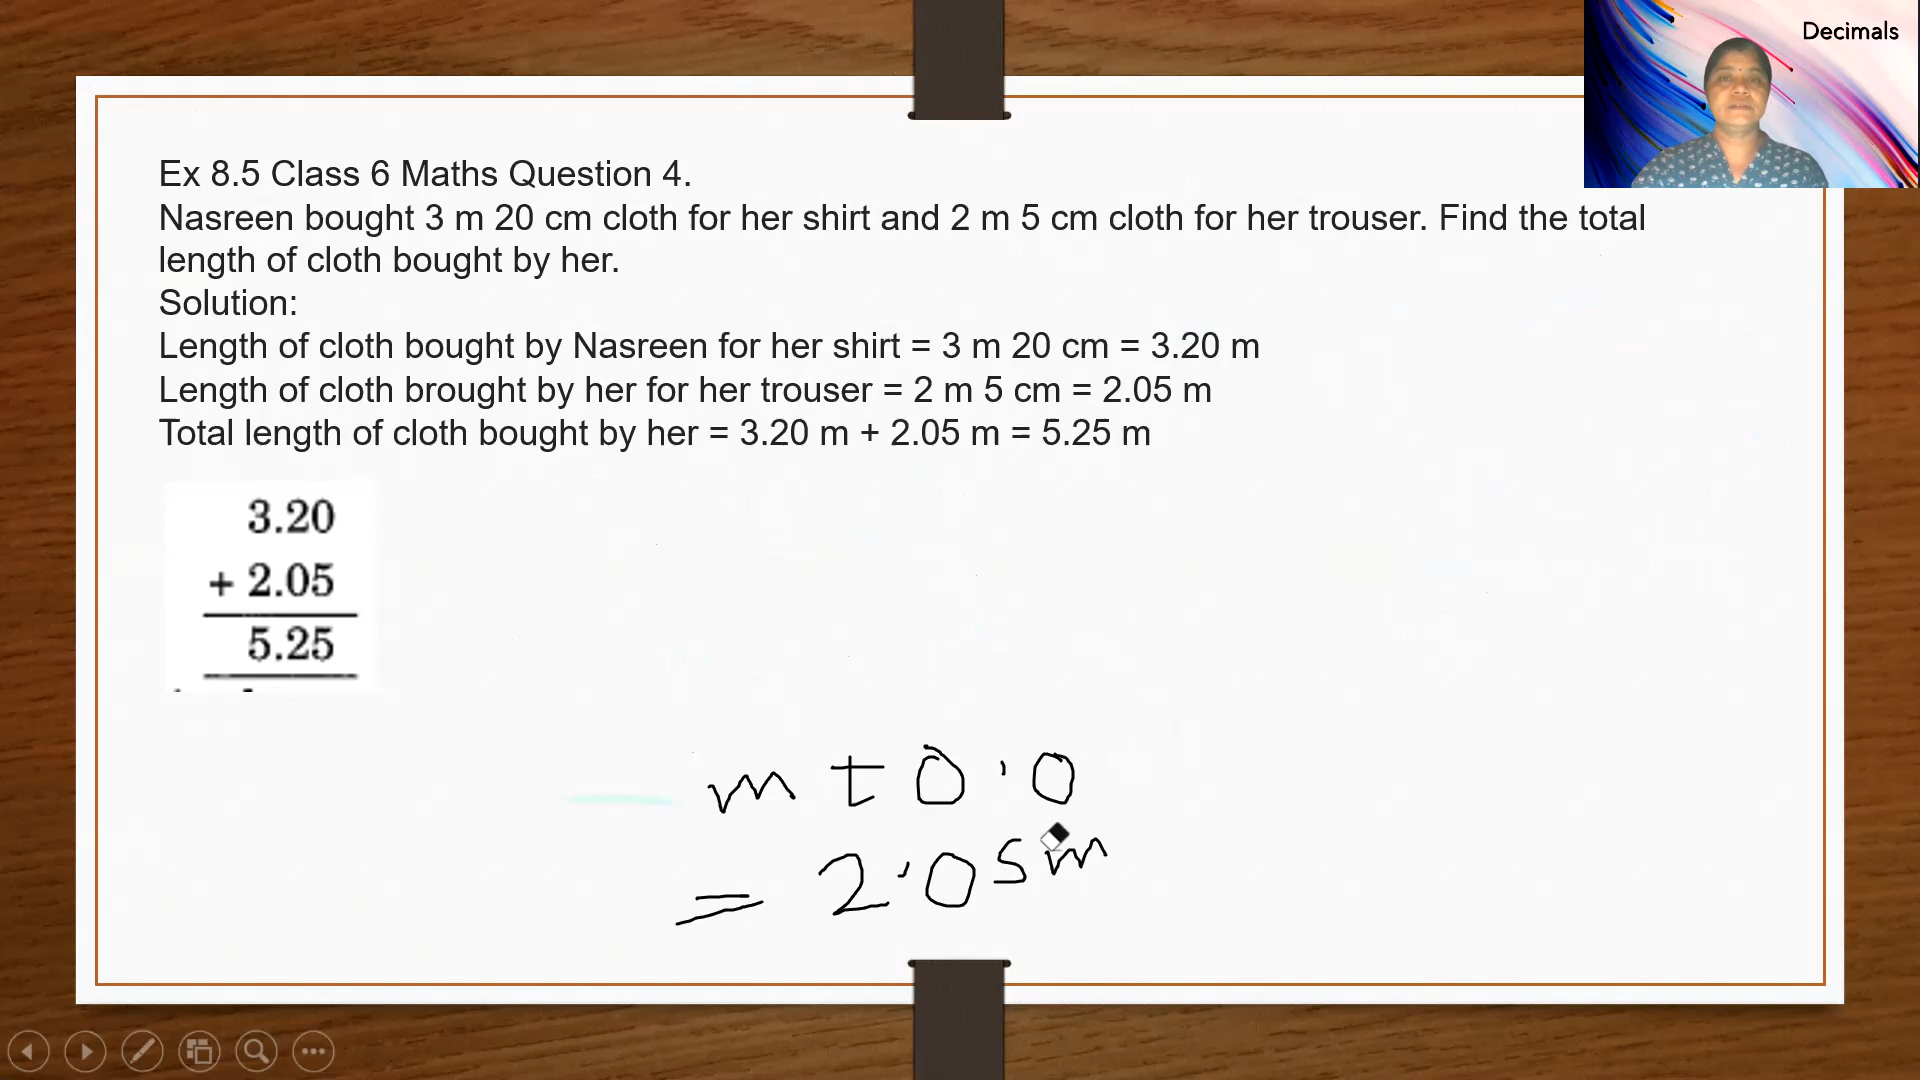 Decimals
Ex 8.5 Class 6 Maths Question 4.
Nasreen bought 3 m 20 cm cloth for her shirt and 2 m 5 cm cloth for her trouser. Find the total
length of cloth bought by her.
Solution:
Length of cloth bought by Nasreen for her shirt = 3 m 20 cm = 3.20 m
Length of cloth brought by her for her trouser = 2 m 5 cm = 2.05 m
Total length of cloth bought by her = 3.20 m + 2.05 m = 5.25 m
3.20
+ 2.05
5.25
m + 0.0
= 2.05 m